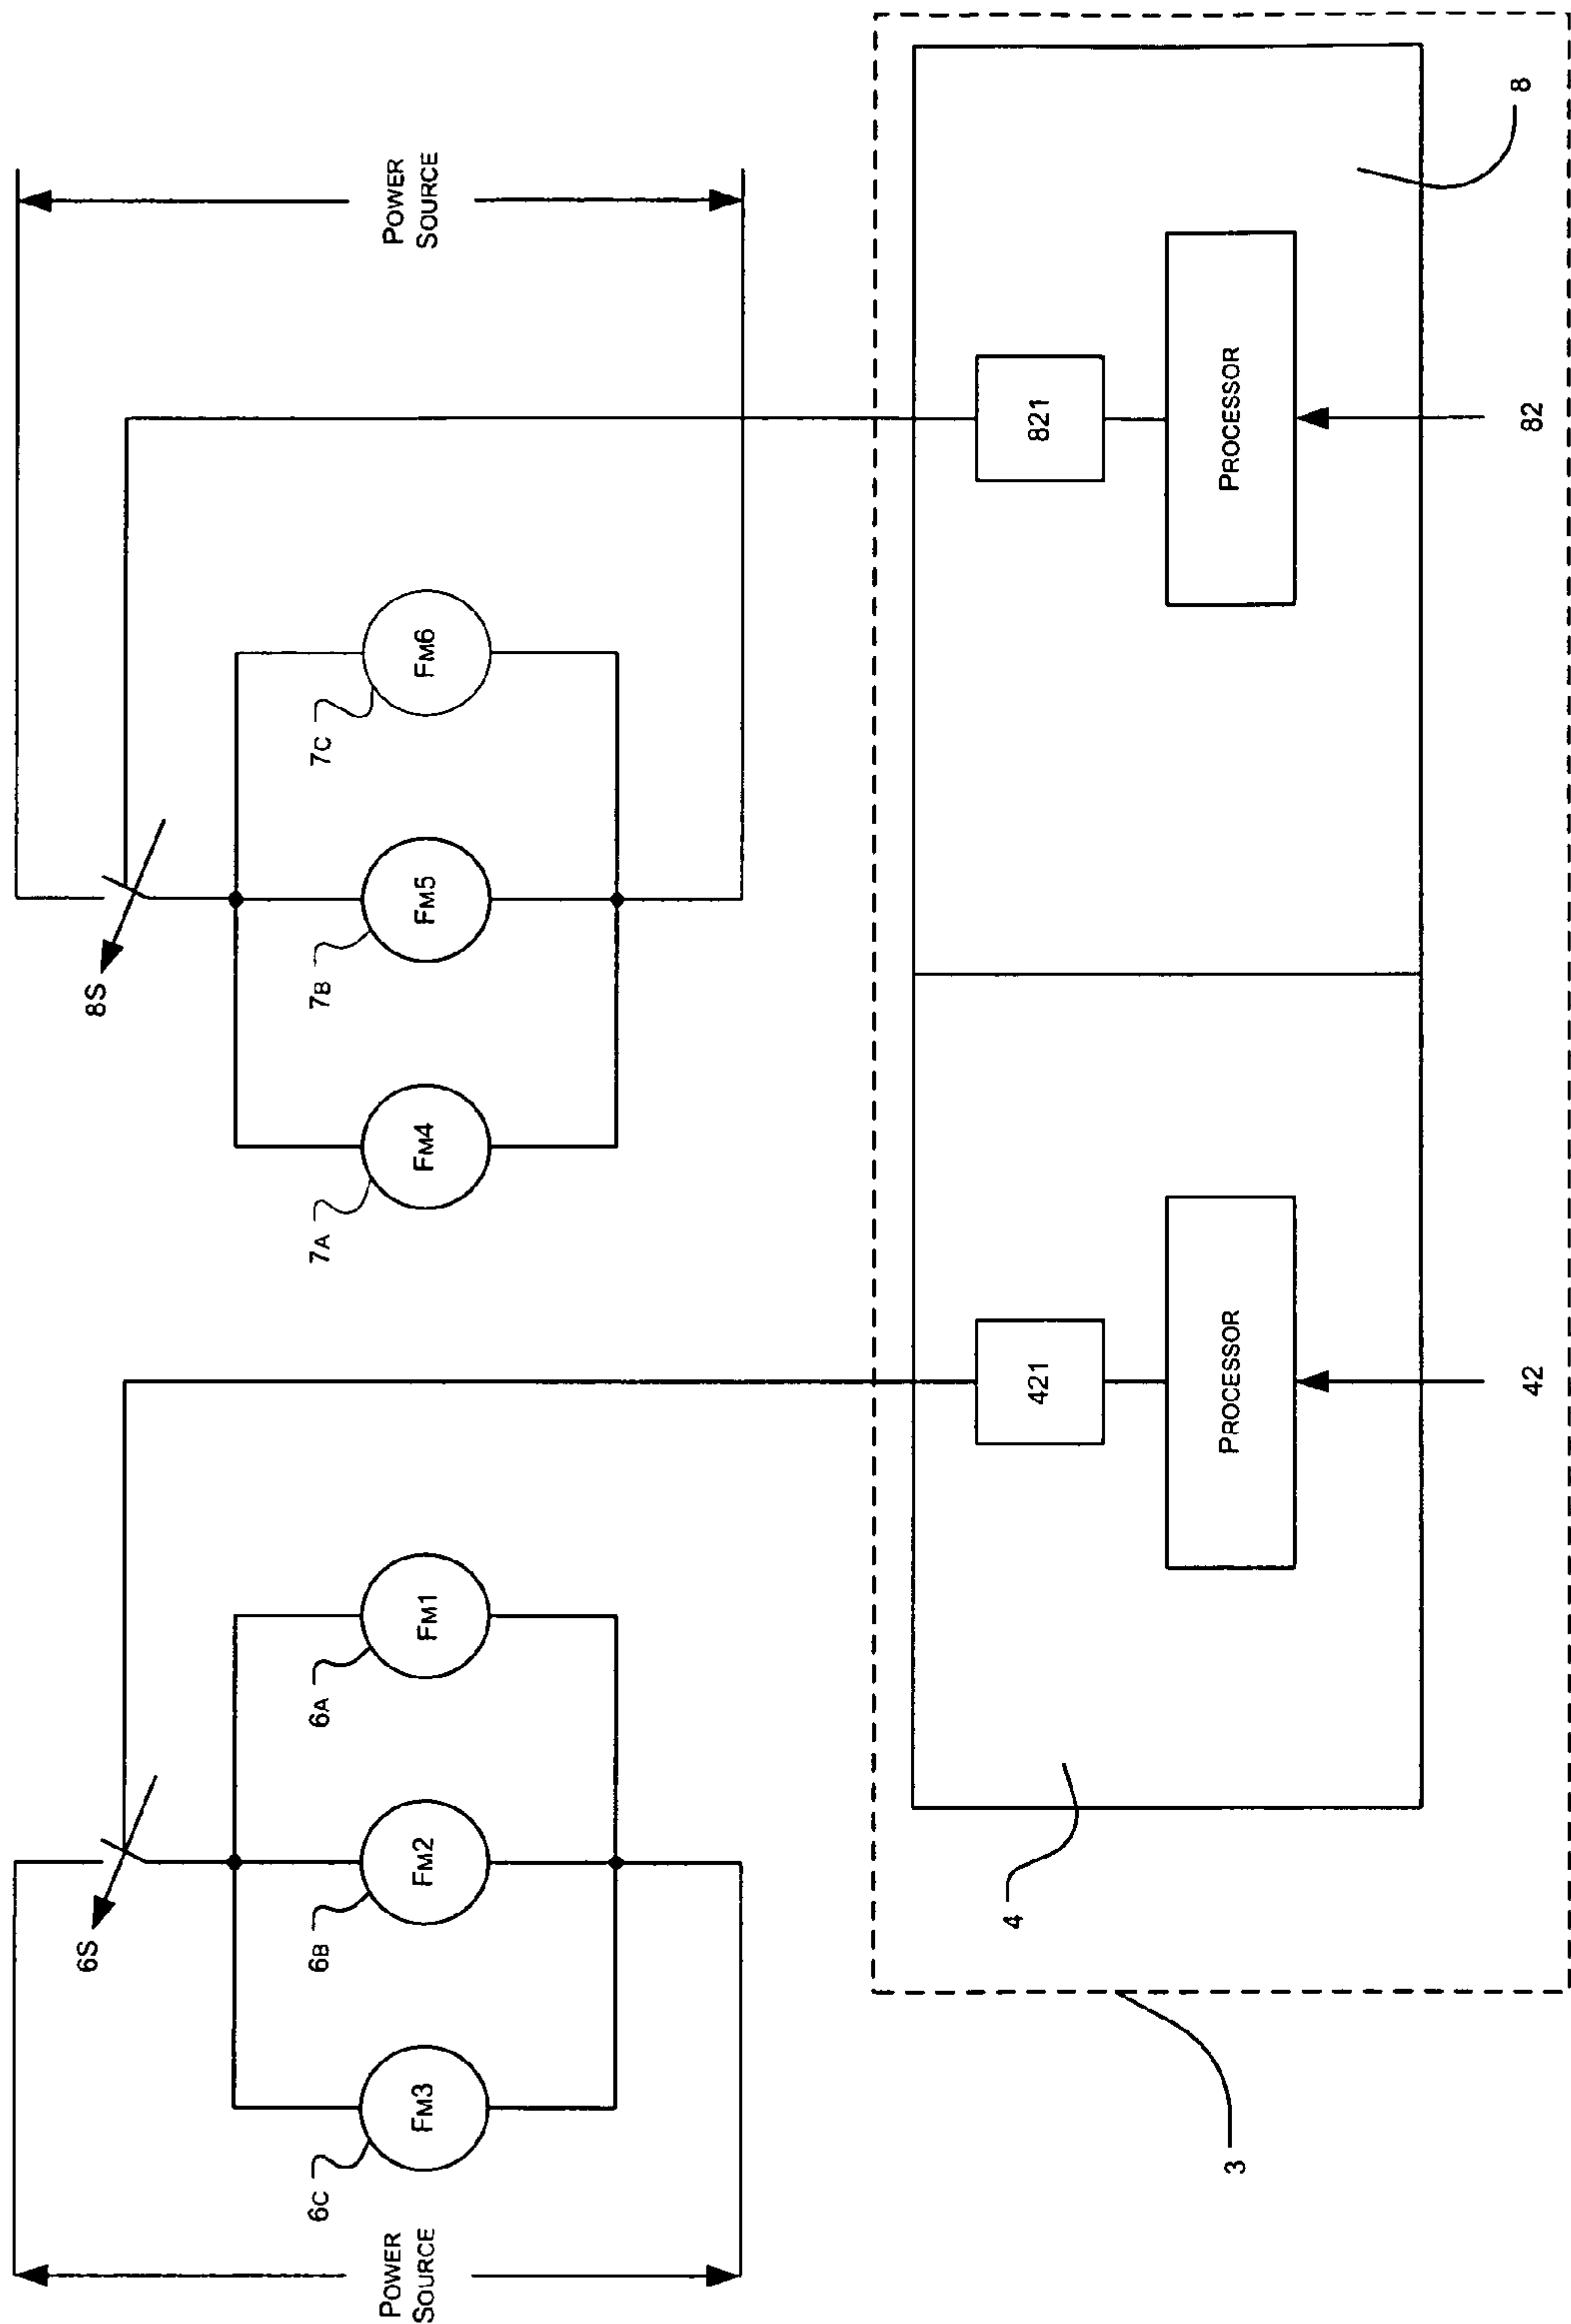 POWER
SOURCE
6S
6C
6B
6A
FM3
FM2
FM1
8S
7A
7B
7C
FM4
FM5
FM6
POWER
SOURCE
3
4
421
PROCESSOR
42
821
PROCESSOR
82
8